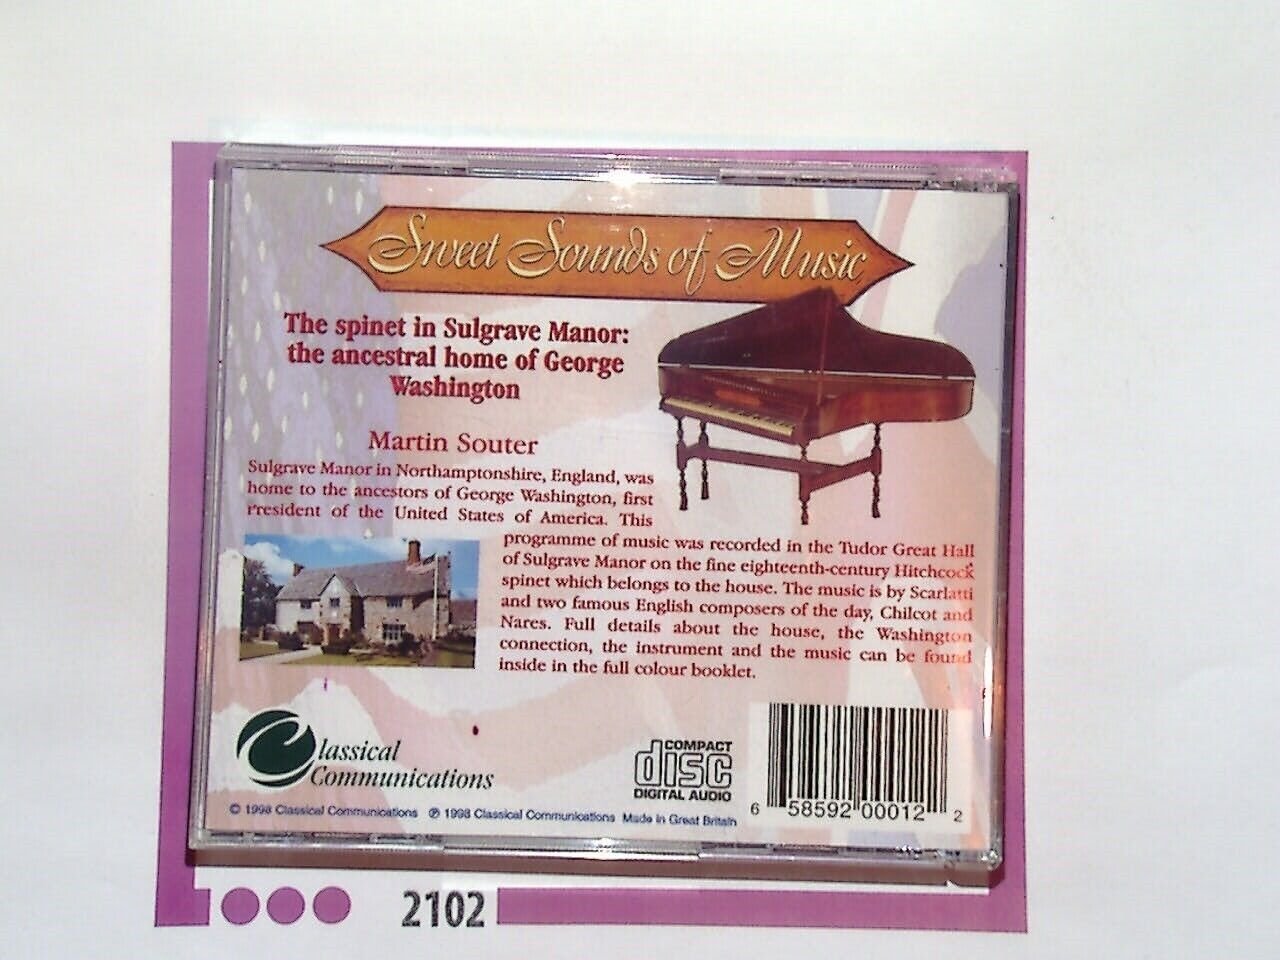 Sweet Sounds of Music
The spinet in Sulgrave Manor:
the ancestral home of George
Washington
Martin Souter
Sulgrave Manor in Northamptonshire, England, was
home to the ancestors of George Washington, first
President of the United States of America. This
programme of music was recorded in the Tudor Great Hall
of Sulgrave Manor on the fine eighteenth-century Hitchcock
spinet which belongs to the house. The music is by Scarlatti
and two famous English composers of the day, Chilcot and
Nares. Full details about the house, the Washington
connection, the instrument and the music can be found
inside in the full colour booklet.
Classical
Communications
COMPACT
disc
DIGITAL AUDIO
6 58592 00012 2
© 1998 Classical Communications ℗ 1998 Classical Communications Made in Great Britain
2102